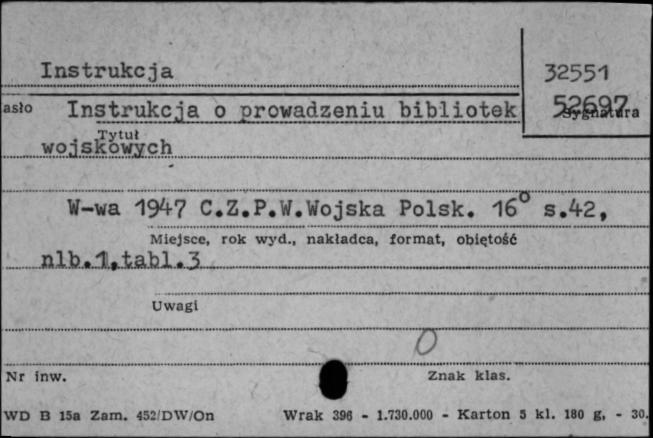 Instrukcja
32551
asło Instrukcja o prowadzeniu bibliotek
52697
Sygnatura
Tytuł
wojskowych
W-wa 1947 C.Z.P.W.Wojska Polsk. 16° s.42,
Miejsce, rok wyd., nakładca, format, objętość
nlb.1,tabl.3
Uwagi
0
Nr inw.
Znak klas.
WD B 15a Zam. 452/DW/On Wrak 396 - 1.730.000 - Karton 5 kl. 180 g, - 30.